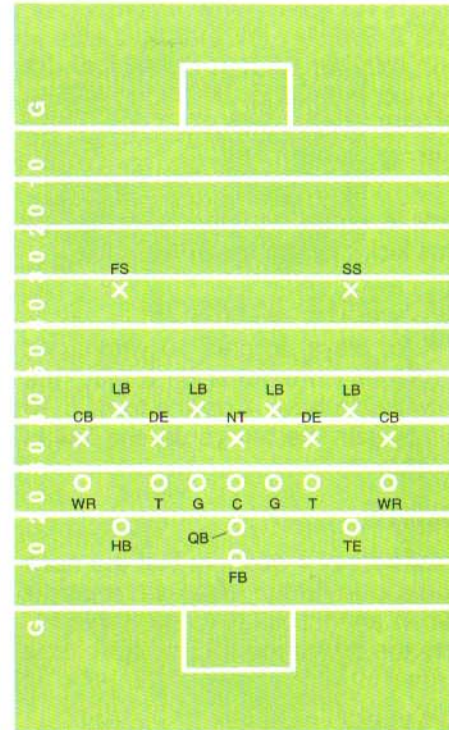 G
10
20
30
40
50
40
30
20
10
G
FS SS
LB LB LB LB
CB DE NT DE CB
WR T G C G T WR
HB QB TE
FB